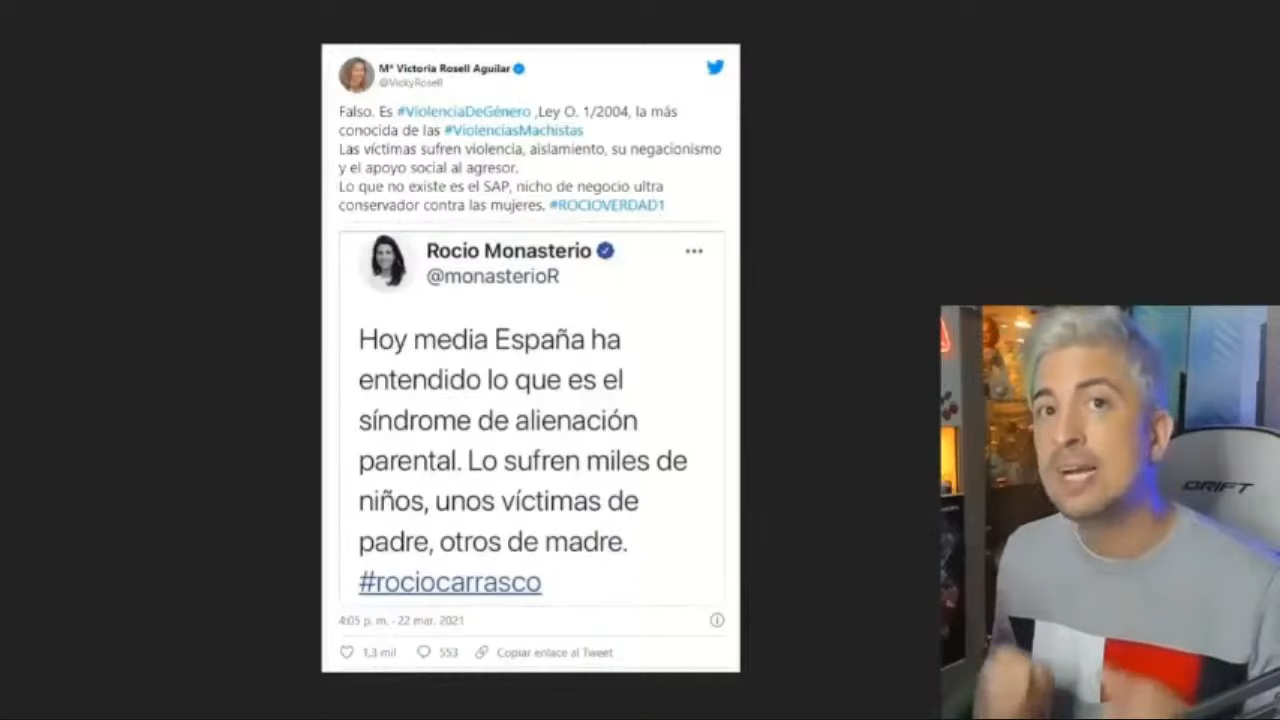 Mª Victoria Rosell Aguilar
@VickyRosell
Falso. Es #ViolenciaDeGénero ,Ley O. 1/2004, la más
conocida de las #ViolenciasMachistas
Las víctimas sufren violencia, aislamiento, su negacionismo
y el apoyo social al agresor.
Lo que no existe es el SAP, nicho de negocio ultra
conservador contra las mujeres. #ROCIOVERDAD1
Rocio Monasterio
@monasterioR
Hoy media España ha
entendido lo que es el
síndrome de alienación
parental. Lo sufren miles de
niños, unos víctimas de
padre, otros de madre.
#rociocarrasco
4:05 p. m. · 22 mar. 2021
1,3 mil 553 Copiar enlace al Tweet
DRIFT